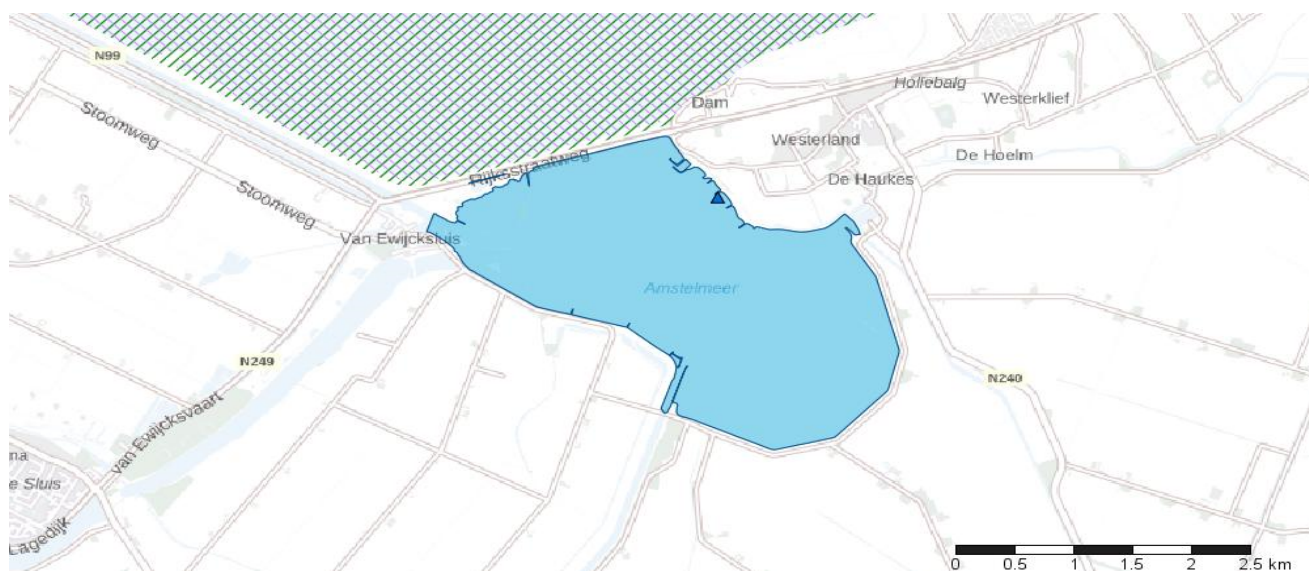 N99
Hollebalg
Dam
Westerklief
Stoomweg
Westerland
De Hoelm
Rijksstraatweg
De Haukes
Stoomweg
Van Ewijcksluis
Amstelmeer
N249
N240
van Ewijcksvaart
na
e Sluis
Lagedijk
0 0.5 1 1.5 2 2.5 km